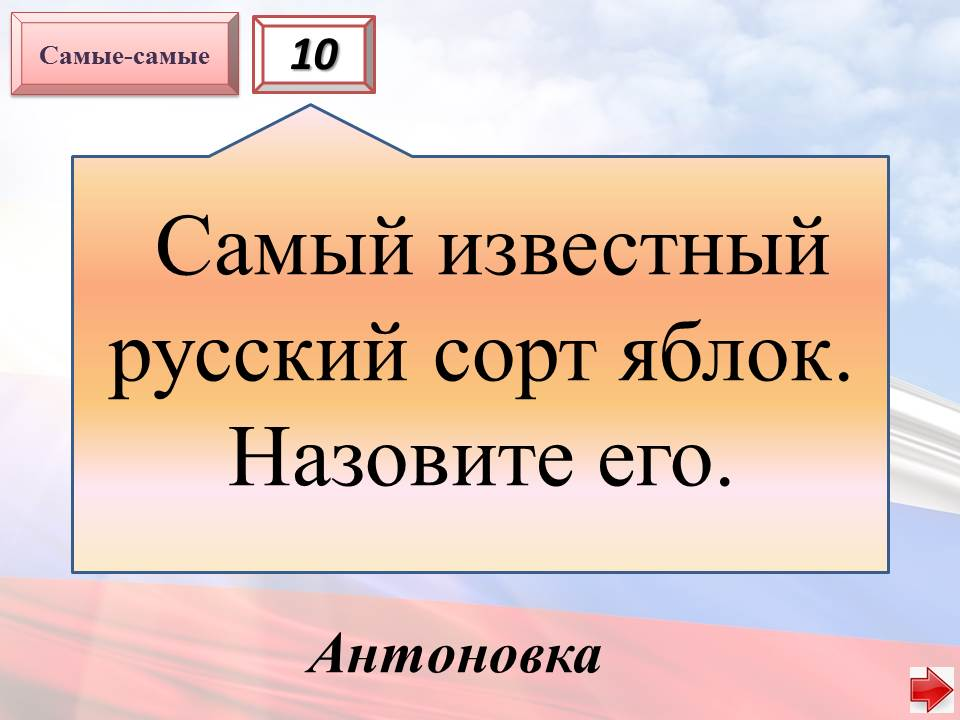 Самые-самые
10
Самый известный
русский сорт яблок.
Назовите его.
Антоновка